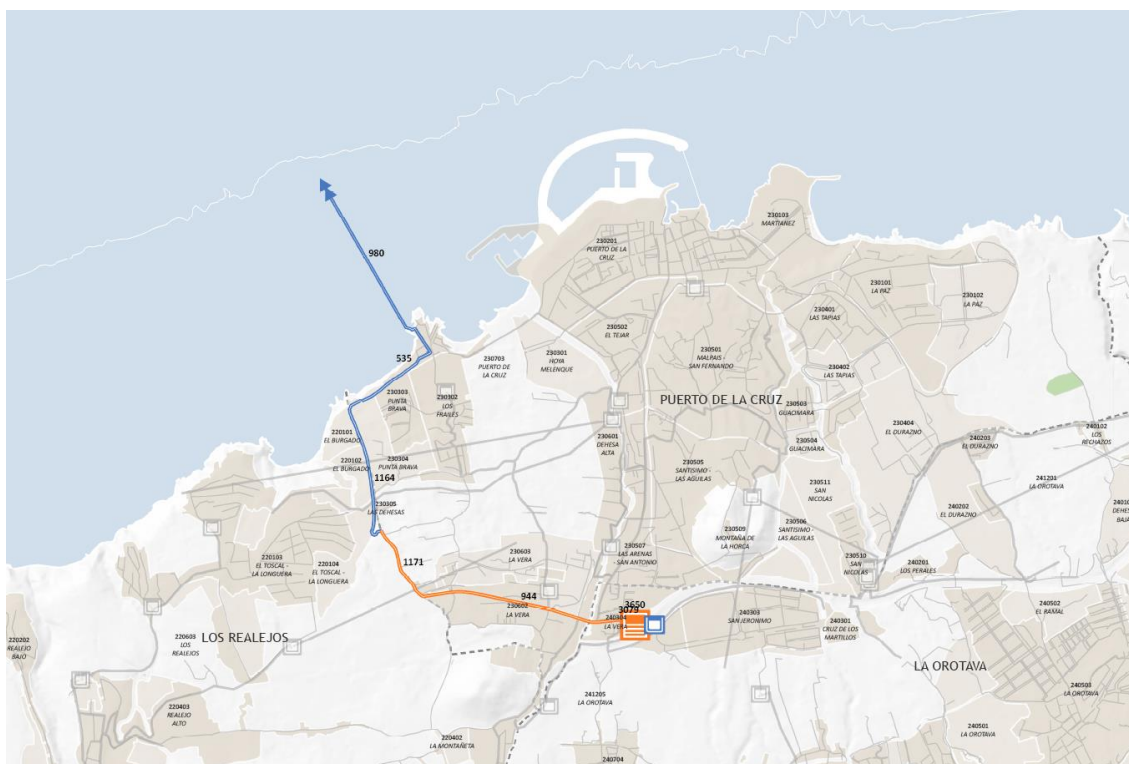 230103
MARTIANEZ
230201
PUERTO DE LA
CRUZ
980
230101
LA PAZ
230102
LA PAZ
230401
LAS TAPIAS
230502
EL TEJAR
535
230703
PUERTO DE
LA CRUZ
230301
HOYA
MELENQUE
230501
MALPAIS -
SAN FERNANDO
230402
LAS TAPIAS
230303
PUNTA
BRAVA
230302
LOS
FRAILES
PUERTO DE LA CRUZ
230503
GUACIMARA
230404
EL DURAZNO
240102
LOS
RECHAZOS
220101
EL BURGADO
230601
DEHESA
ALTA
230504
GUACIMARA
240203
EL DURAZNO
220102
EL BURGADO
230304
PUNTA BRAVA
230505
SANTISIMO -
LAS AGUILAS
1164
230511
SAN
NICOLAS
241201
LA OROTAVA
230305
LAS DEHESAS
240202
EL DURAZNO
DEHESA
BAJA
230509
MONTAÑA DE
LA HORCA
230506
SANTISIMO -
LAS AGUILAS
220103
EL TOSCAL -
LA LONGUERA
220104
EL TOSCAL -
LA LONGUERA
1171
230603
LA VERA
230507
LAS ARENAS
- SAN ANTONIO
230510
SAN
NICOLAS
240201
LOS PERALES
944
230602
LA VERA
3650
3079
240304
LA VERA
240303
SAN JERONIMO
240301
CRUZ DE LOS
MARTILLOS
240502
EL RAMAL
220202
REALEJO
BAJO
220603
LOS
REALEJOS
LOS REALEJOS
LA OROTAVA
240503
LA OROTAVA
220403
REALEJO
ALTO
241205
LA OROTAVA
240501
LA OROTAVA
220402
LA MONTAÑETA
240704